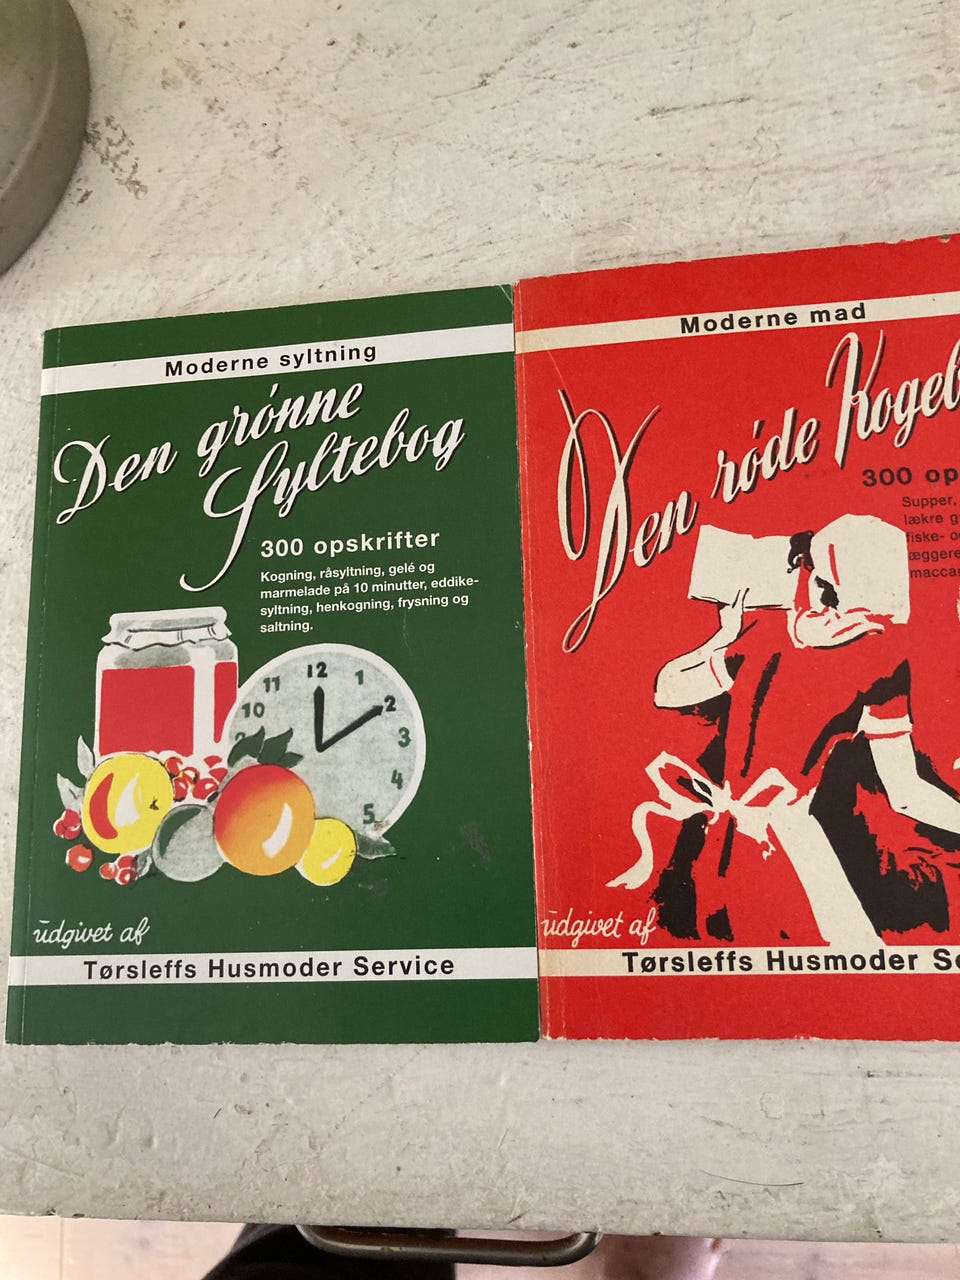 Moderne syltning
Den grønne
Syltebog
300 opskrifter
Kogning, råsyltning, gelé og
marmelade på 10 minutter, eddike-
syltning, henkogning, frysning og
saltning.
12
11 1
10 2
3
4
5
udgivet af
Tørsleffs Husmoder Service
Moderne mad
Den røde Kogeb
300 op
Supper,
lækre g
fiske- o
æggere
maccar
udgivet af
Tørsleffs Husmoder Se